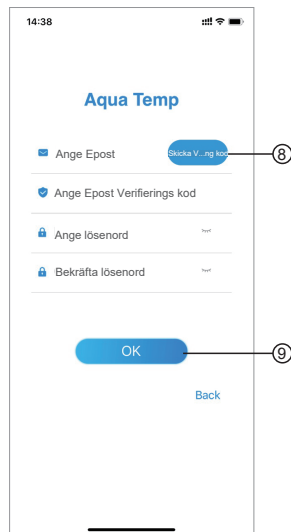 14:38
Aqua Temp
Ange Epost
Skicka V...ng kod
⑧
Ange Epost Verifierings kod
Ange lösenord
Bekräfta lösenord
OK
⑨
Back